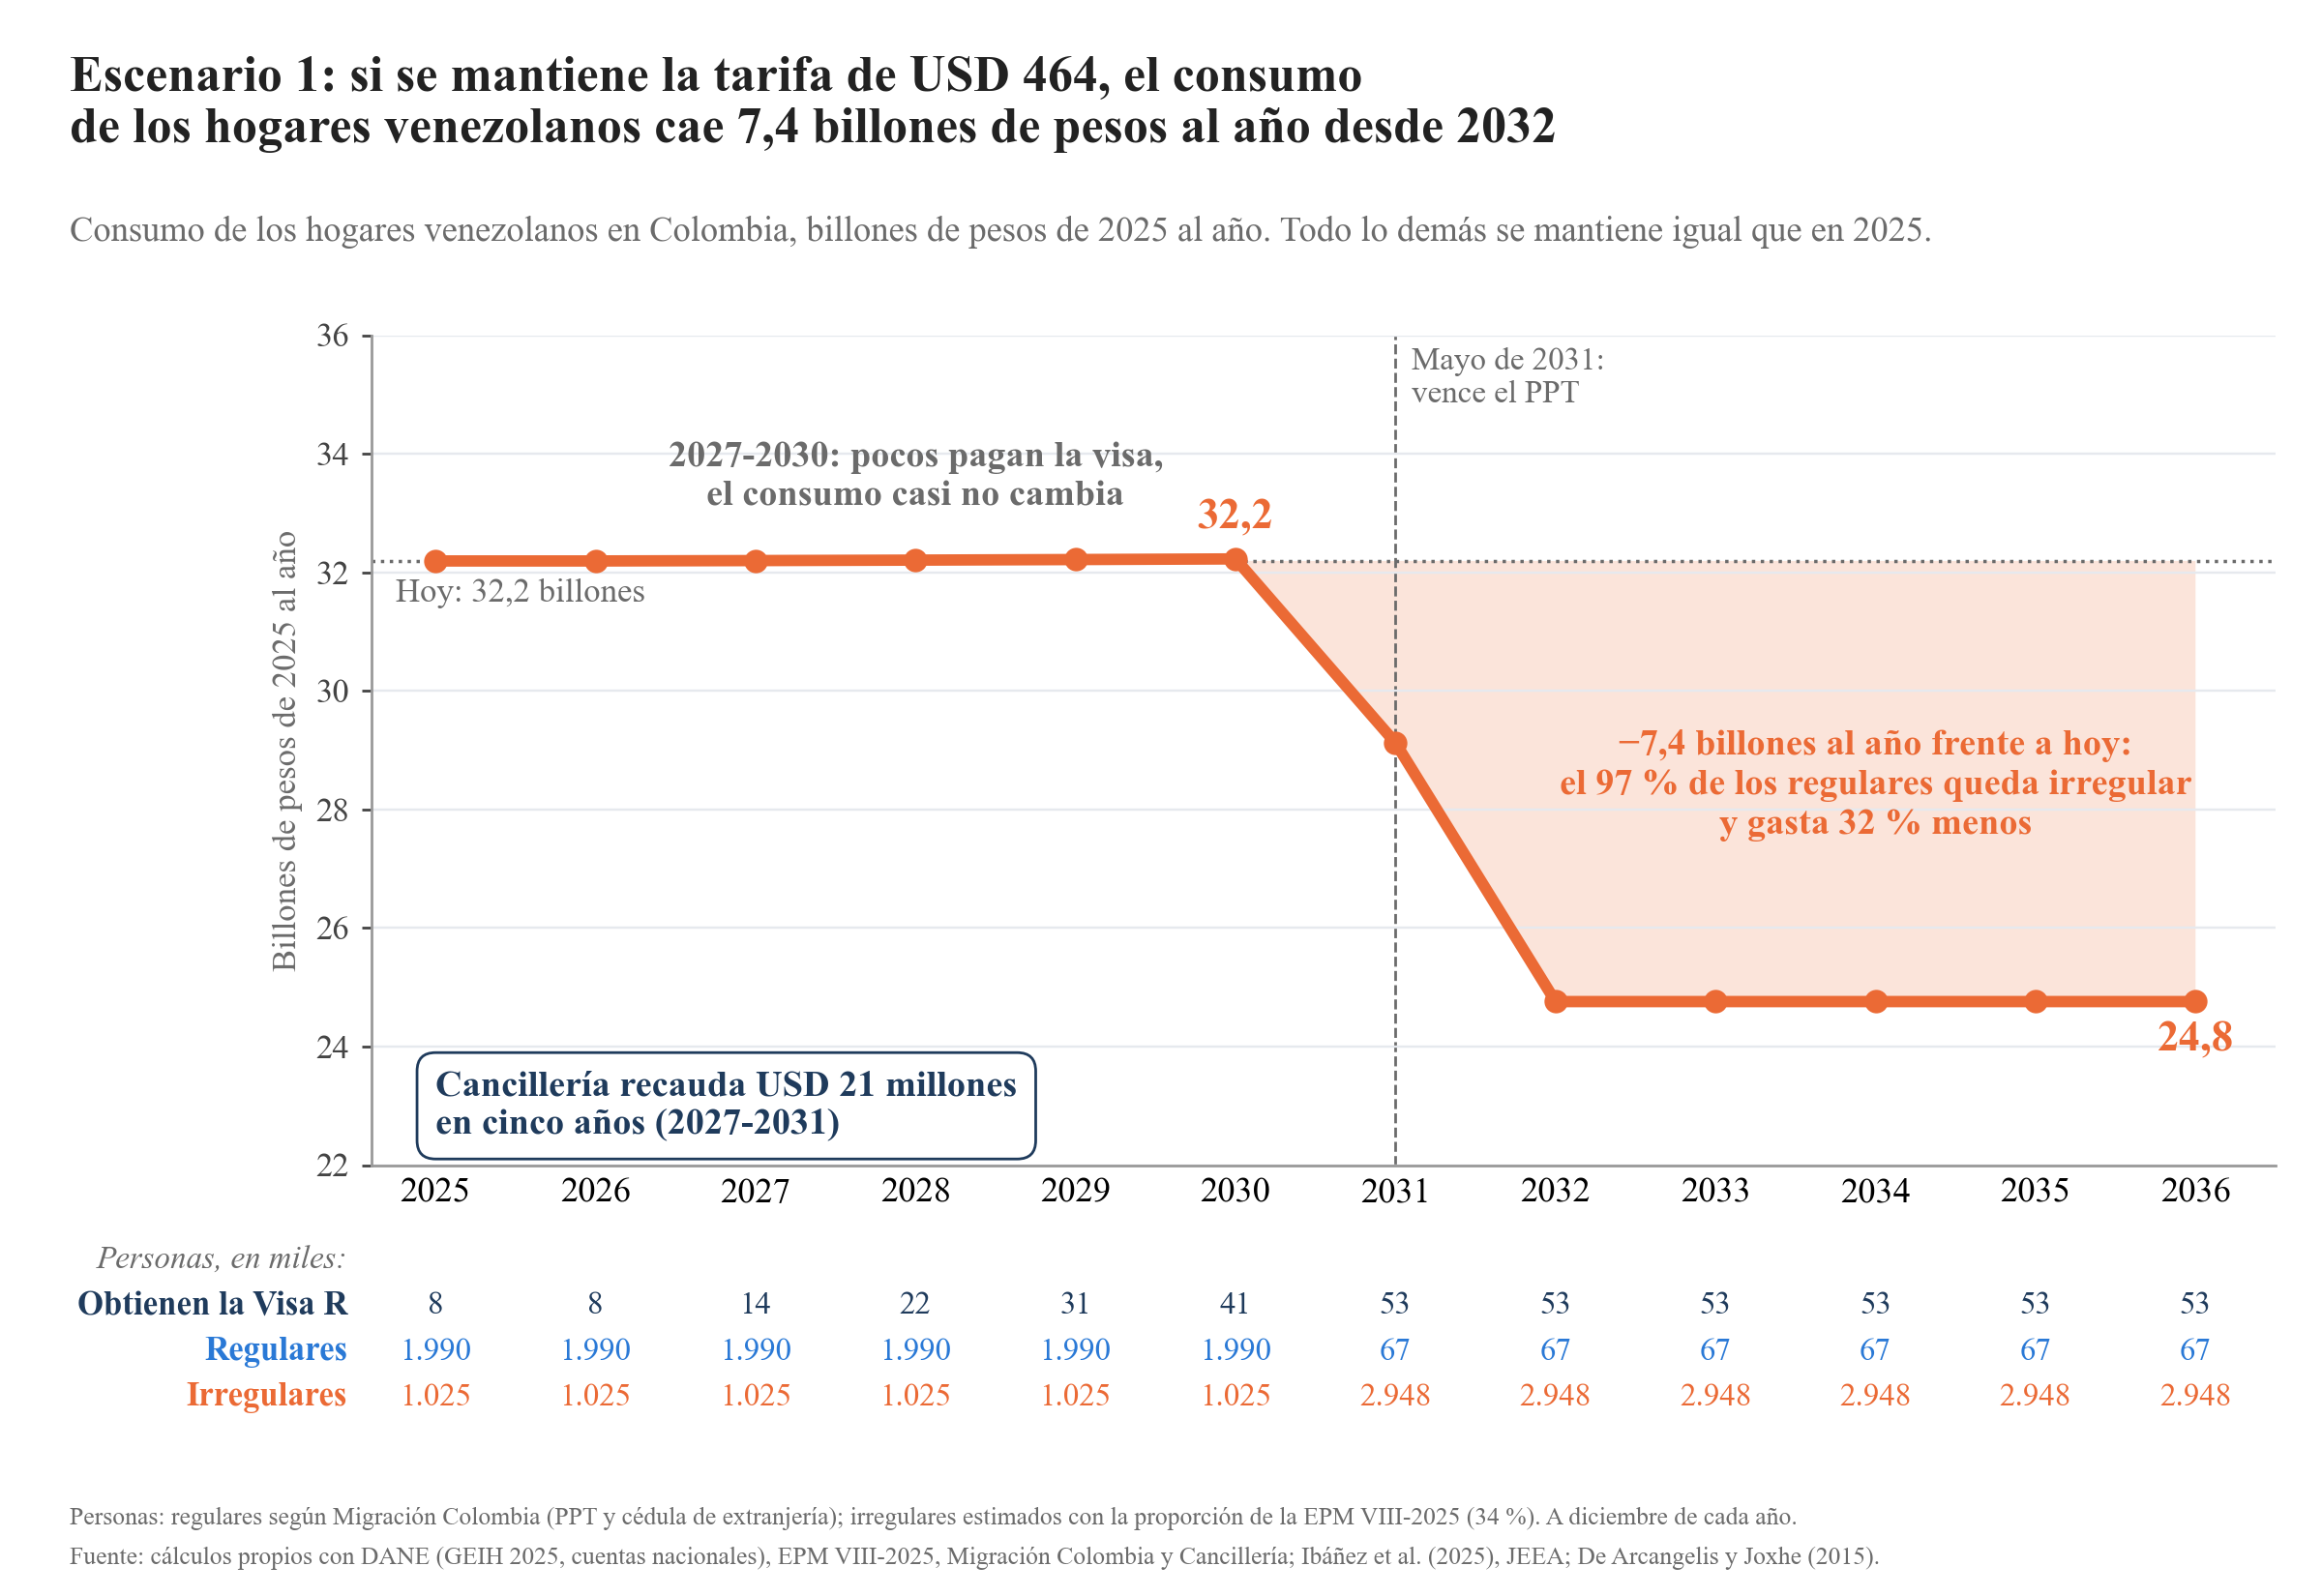 Escenario 1: si se mantiene la tarifa de USD 464, el consumo
de los hogares venezolanos cae 7,4 billones de pesos al año desde 2032
Consumo de los hogares venezolanos en Colombia, billones de pesos de 2025 al año. Todo lo demás se mantiene igual que en 2025.
Billones de pesos de 2025 al año
36
34
32
30
28
26
24
22
Mayo de 2031:
vence el PPT
2027-2030: pocos pagan la visa,
el consumo casi no cambia
32,2
Hoy: 32,2 billones
−7,4 billones al año frente a hoy:
el 97 % de los regulares queda irregular
y gasta 32 % menos
24,8
Cancillería recauda USD 21 millones
en cinco años (2027-2031)
2025 2026 2027 2028 2029 2030 2031 2032 2033 2034 2035 2036
Personas, en miles:
Obtienen la Visa R 8 8 14 22 31 41 53 53 53 53 53 53
Regulares 1.990 1.990 1.990 1.990 1.990 1.990 67 67 67 67 67 67
Irregulares 1.025 1.025 1.025 1.025 1.025 1.025 2.948 2.948 2.948 2.948 2.948 2.948
Personas: regulares según Migración Colombia (PPT y cédula de extranjería); irregulares estimados con la proporción de la EPM VIII-2025 (34 %). A diciembre de cada año.
Fuente: cálculos propios con DANE (GEIH 2025, cuentas nacionales), EPM VIII-2025, Migración Colombia y Cancillería; Ibáñez et al. (2025), JEEA; De Arcangelis y Joxhe (2015).